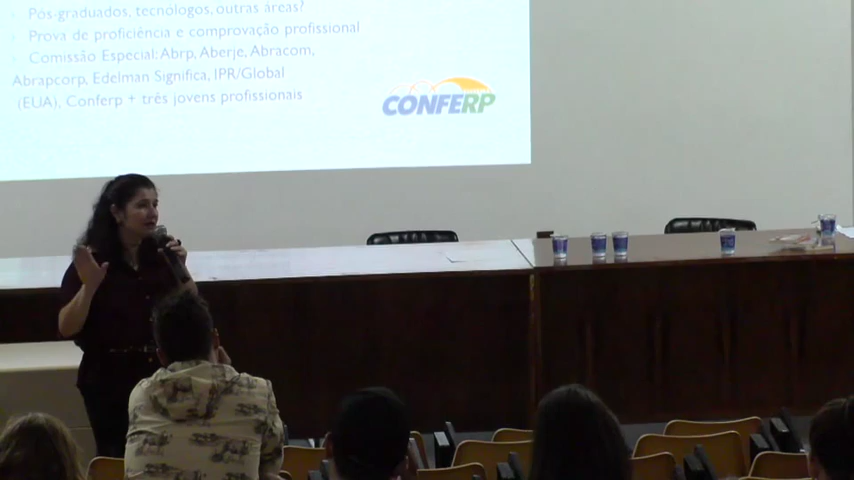 Pós-graduados, tecnólogos, outras áreas?
Prova de proficiência e comprovação profissional
Comissão Especial: Abrp, Aberje, Abracom,
Abrapcorp, Edelman Significa, IPR/Global
(EUA), Conferp + três jovens profissionais
CONFERP